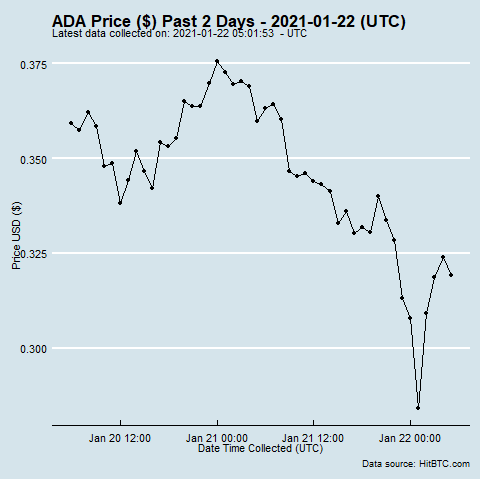 ADA Price ($) Past 2 Days - 2021-01-22 (UTC)
Latest data collected on: 2021-01-22 05:01:53 - UTC
0.375
0.350
0.325
0.300
Price USD ($)
Jan 20 12:00 Jan 21 00:00 Jan 21 12:00 Jan 22 00:00
Date Time Collected (UTC)
Data source: HitBTC.com